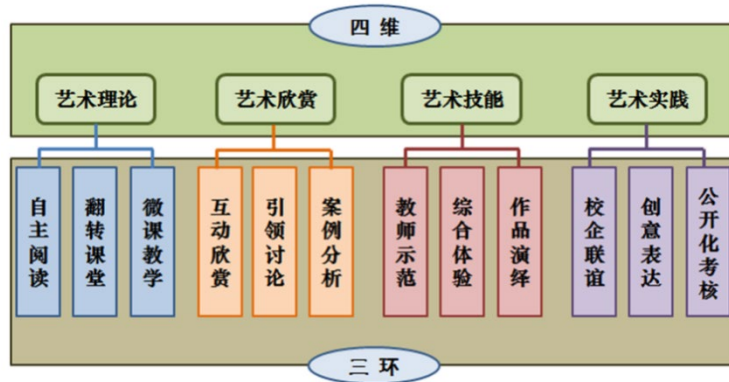 四 维
艺术理论
艺术欣赏
艺术技能
艺术实践
自主阅读
翻转课堂
微课教学
互动欣赏
引领讨论
案例分析
教师示范
综合体验
作品演绎
校企联谊
创意表达
公开化考核
三 环